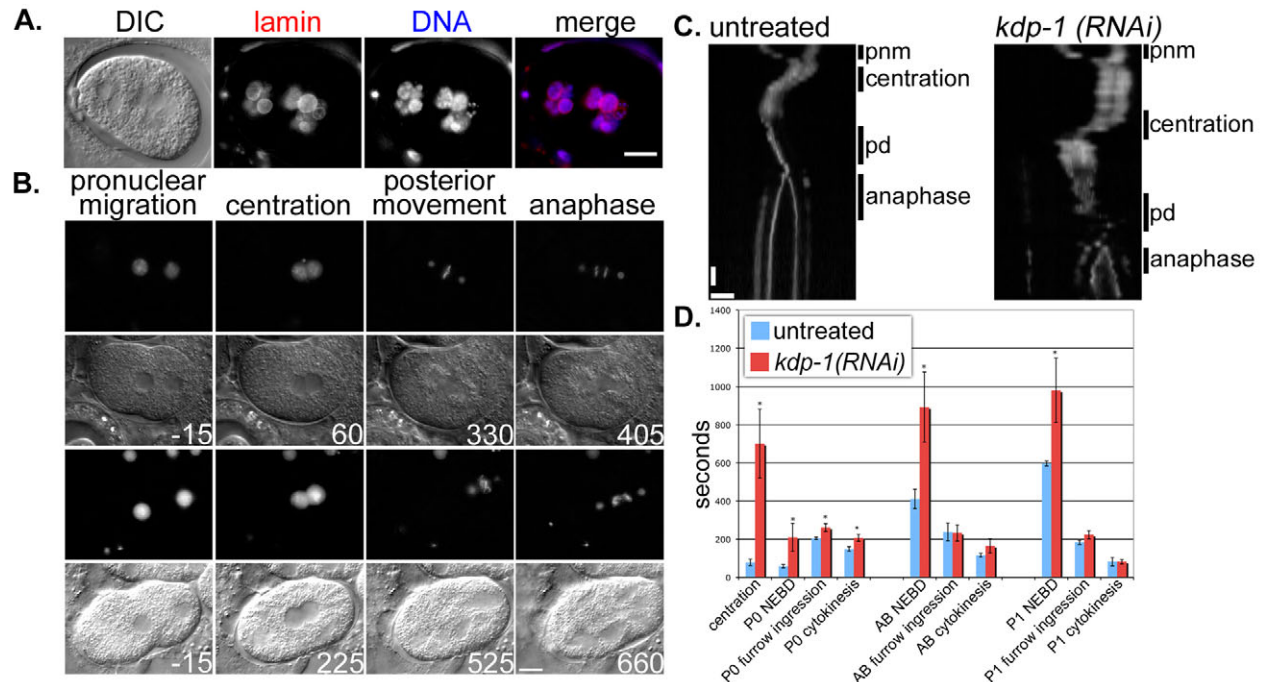 A.
DIC lamin DNA merge
B.
pronuclear migration centration posterior movement anaphase
-15 60 330 405
-15 225 525 660
C.
untreated kdp-1 (RNAi)
pnm
centration
pd
anaphase
pnm
centration
pd
anaphase
D.
untreated
kdp-1(RNAi)
seconds
1400
1200
1000
800
600
400
200
0
* * * * * *
centration
P0 NEBD
P0 furrow ingression
P0 cytokinesis
AB NEBD
AB furrow ingression
AB cytokinesis
P1 NEBD
P1 furrow ingression
P1 cytokinesis